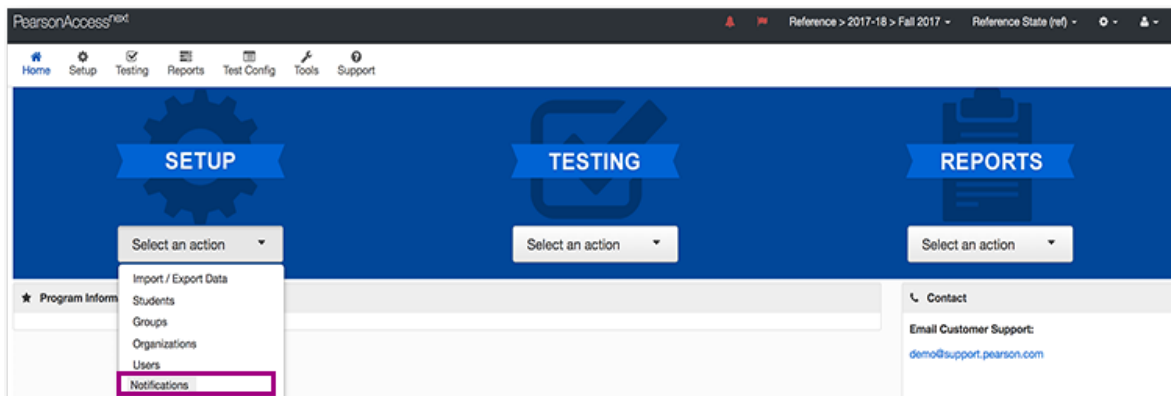 PearsonAccessnext
Reference > 2017-18 > Fall 2017
Reference State (ref)
Home
Setup
Testing
Reports
Test Config
Tools
Support
SETUP
TESTING
REPORTS
Select an action
Select an action
Select an action
Import / Export Data
Students
Groups
Organizations
Users
Notifications
Program Inform
Contact
Email Customer Support:
demo@support.pearson.com